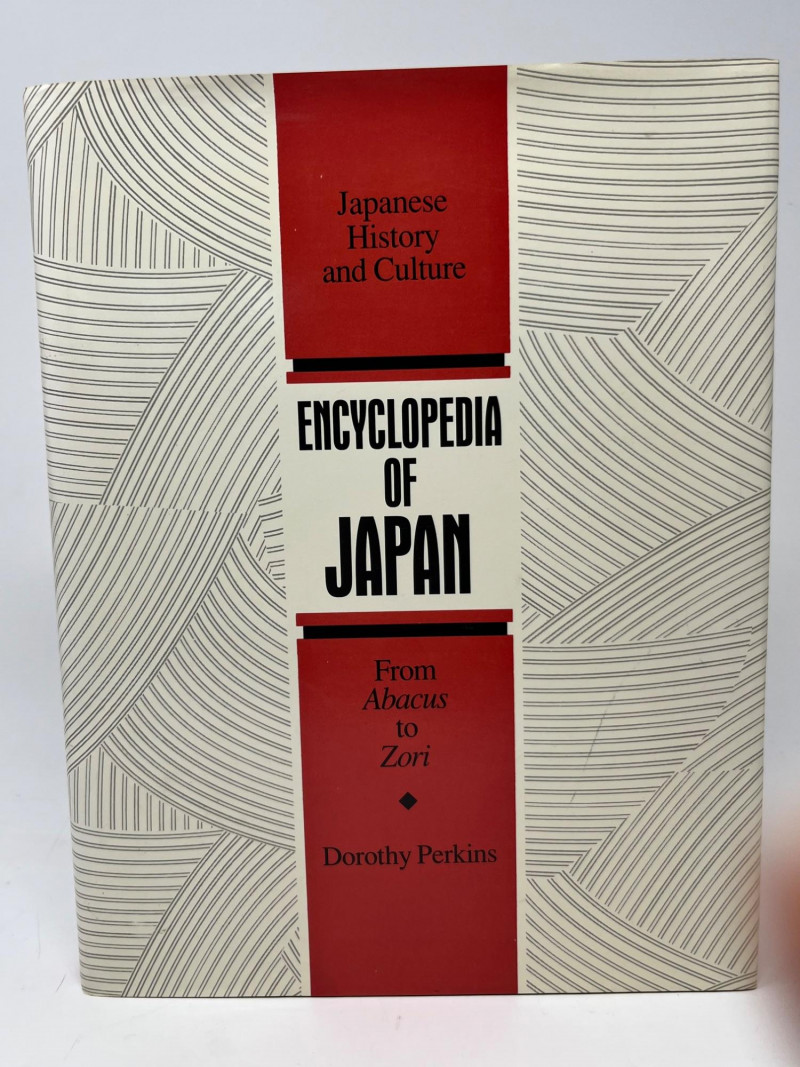 Japanese
History
and Culture
ENCYCLOPEDIA
OF
JAPAN
From
Abacus
to
Zori
Dorothy Perkins